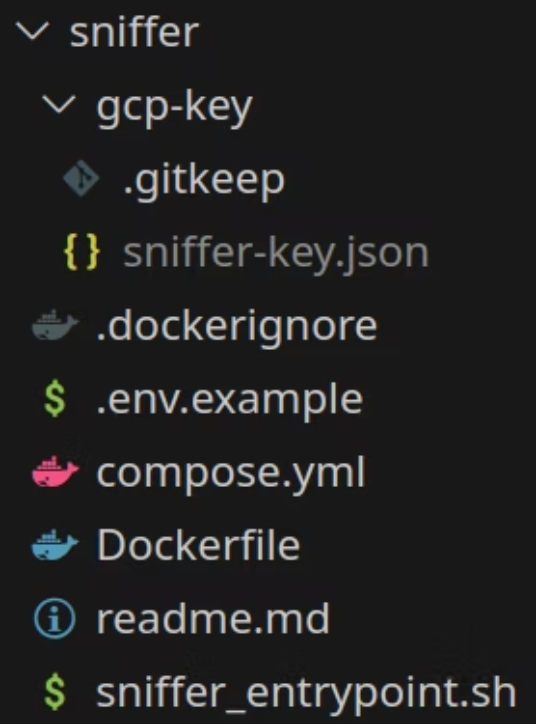 sniffer
gcp-key
.gitkeep
sniffer-key.json
.dockerignore
.env.example
compose.yml
Dockerfile
readme.md
sniffer_entrypoint.sh